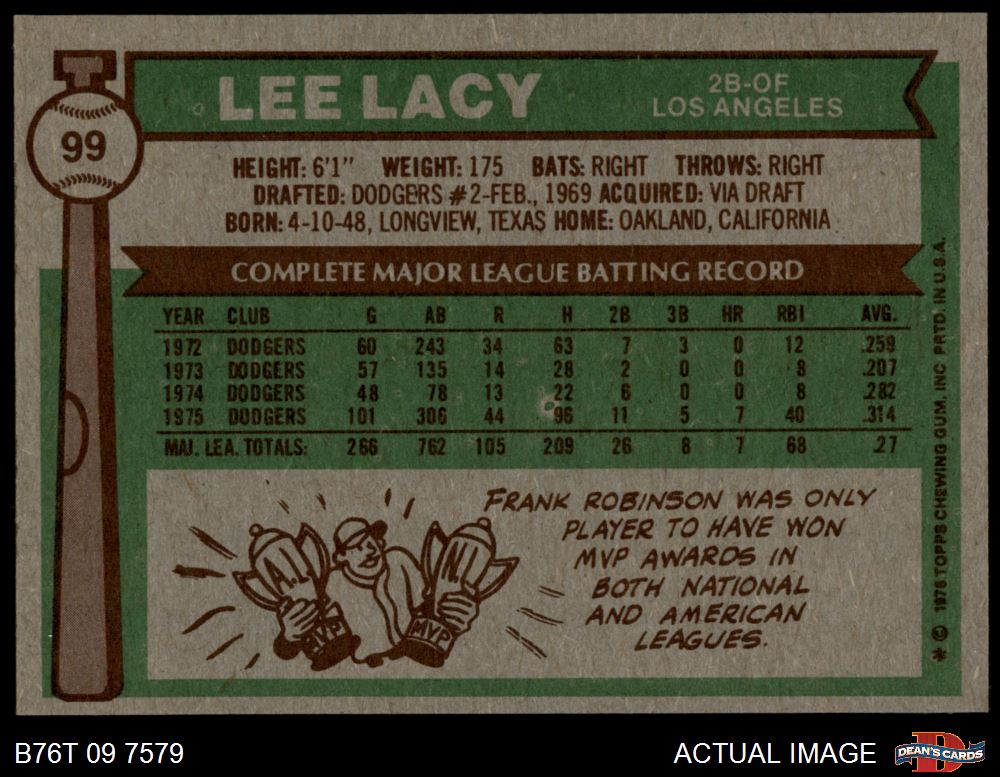 LEE LACY
2B-OF
LOS ANGELES
99
HEIGHT: 6'1" WEIGHT: 175 BATS: RIGHT THROWS: RIGHT
DRAFTED: DODGERS #2-FEB., 1969 ACQUIRED: VIA DRAFT
BORN: 4-10-48, LONGVIEW, TEXAS HOME: OAKLAND, CALIFORNIA
COMPLETE MAJOR LEAGUE BATTING RECORD
YEAR CLUB G AB R H 2B 3B HR RBI AVG.
1972 DODGERS 60 243 34 63 7 3 0 12 .259
1973 DODGERS 57 135 14 28 2 0 0 8 .207
1974 DODGERS 48 78 13 22 6 0 0 8 .282
1975 DODGERS 101 306 44 96 11 5 7 40 .314
MAJ. LEA. TOTALS: 266 762 105 209 26 8 7 68 .27
FRANK ROBINSON WAS ONLY
PLAYER TO HAVE WON
MVP AWARDS IN
BOTH NATIONAL
AND AMERICAN
LEAGUES.
A.L.
MVP
N.L.
MVP
* © 1976 TOPPS CHEWING GUM, INC PRTD. IN U.S.A.
B76T 09 7579
ACTUAL IMAGE
DEAN'S CARDS